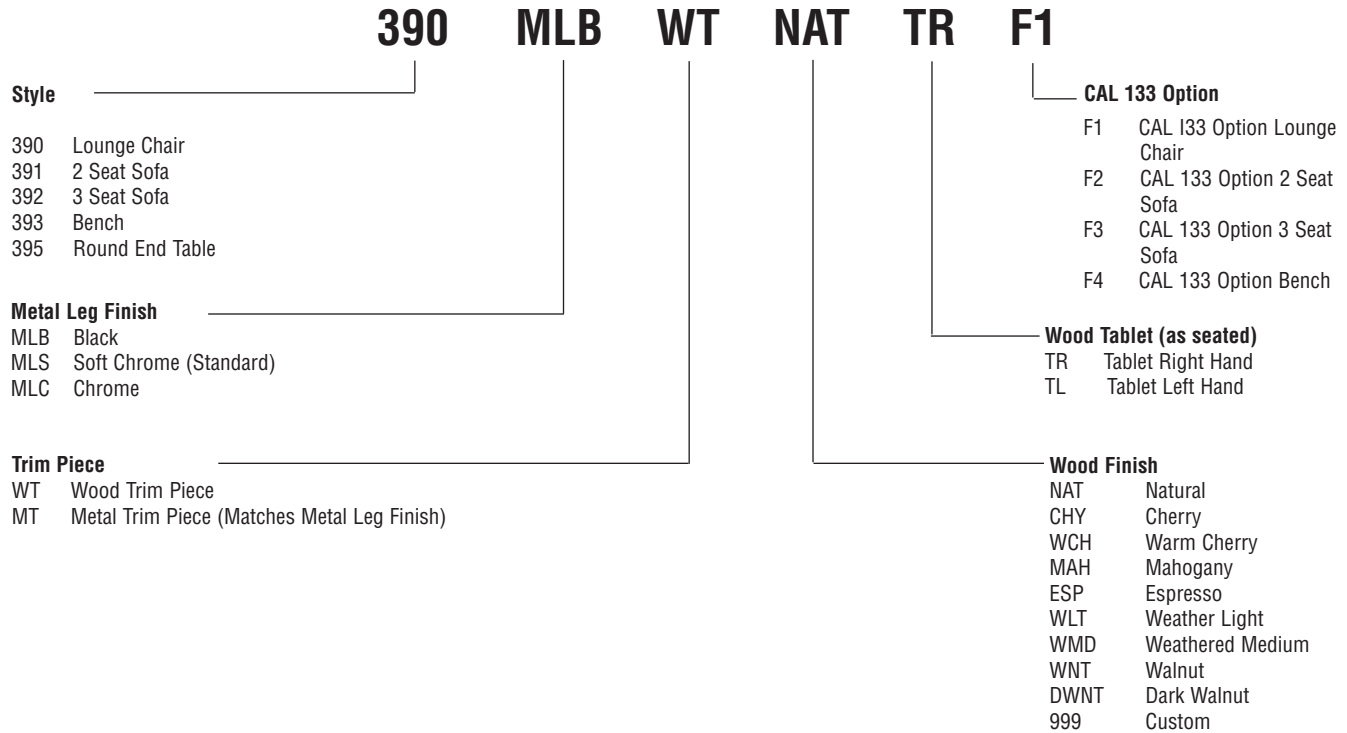 390 MLB WT NAT TR F1
Style
390 Lounge Chair
391 2 Seat Sofa
392 3 Seat Sofa
393 Bench
395 Round End Table
Metal Leg Finish
MLB Black
MLS Soft Chrome (Standard)
MLC Chrome
Trim Piece
WT Wood Trim Piece
MT Metal Trim Piece (Matches Metal Leg Finish)
CAL 133 Option
F1 CAL I33 Option Lounge
Chair
F2 CAL 133 Option 2 Seat
Sofa
F3 CAL 133 Option 3 Seat
Sofa
F4 CAL 133 Option Bench
Wood Tablet (as seated)
TR Tablet Right Hand
TL Tablet Left Hand
Wood Finish
NAT Natural
CHY Cherry
WCH Warm Cherry
MAH Mahogany
ESP Espresso
WLT Weather Light
WMD Weathered Medium
WNT Walnut
DWNT Dark Walnut
999 Custom